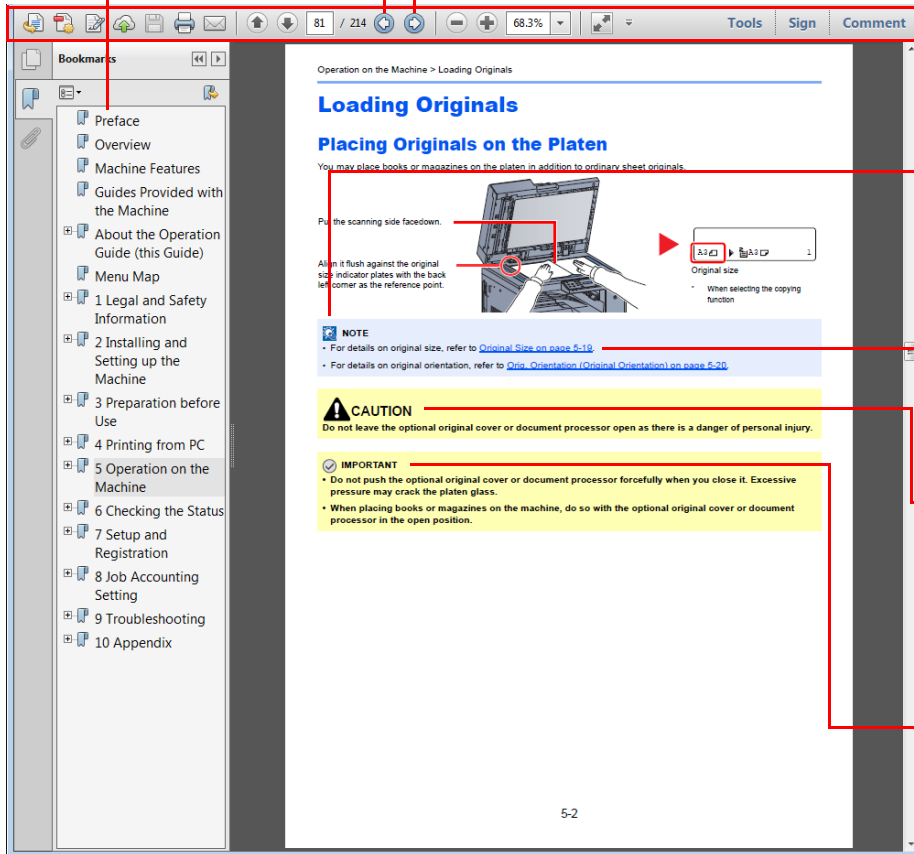 81 / 214
68.3%
Tools
Sign
Comment
Bookmarks
Preface
Overview
Machine Features
Guides Provided with
the Machine
About the Operation
Guide (this Guide)
Menu Map
1 Legal and Safety
Information
2 Installing and
Setting up the
Machine
3 Preparation before
Use
4 Printing from PC
5 Operation on the
Machine
6 Checking the Status
7 Setup and
Registration
8 Job Accounting
Setting
9 Troubleshooting
10 Appendix
Operation on the Machine > Loading Originals
Loading Originals
Placing Originals on the Platen
You may place books or magazines on the platen in addition to ordinary sheet originals.
Put the scanning side facedown.
Align it flush against the original
size indicator plates with the back
left corner as the reference point.
A3 A3 1
Original size
* When selecting the copying
function
NOTE
• For details on original size, refer to Original Size on page 5-19.
• For details on original orientation, refer to Orig. Orientation (Original Orientation) on page 5-20.
CAUTION
Do not leave the optional original cover or document processor open as there is a danger of personal injury.
IMPORTANT
• Do not push the optional original cover or document processor forcefully when you close it. Excessive
pressure may crack the platen glass.
• When placing books or magazines on the machine, do so with the optional original cover or document
processor in the open position.
5-2